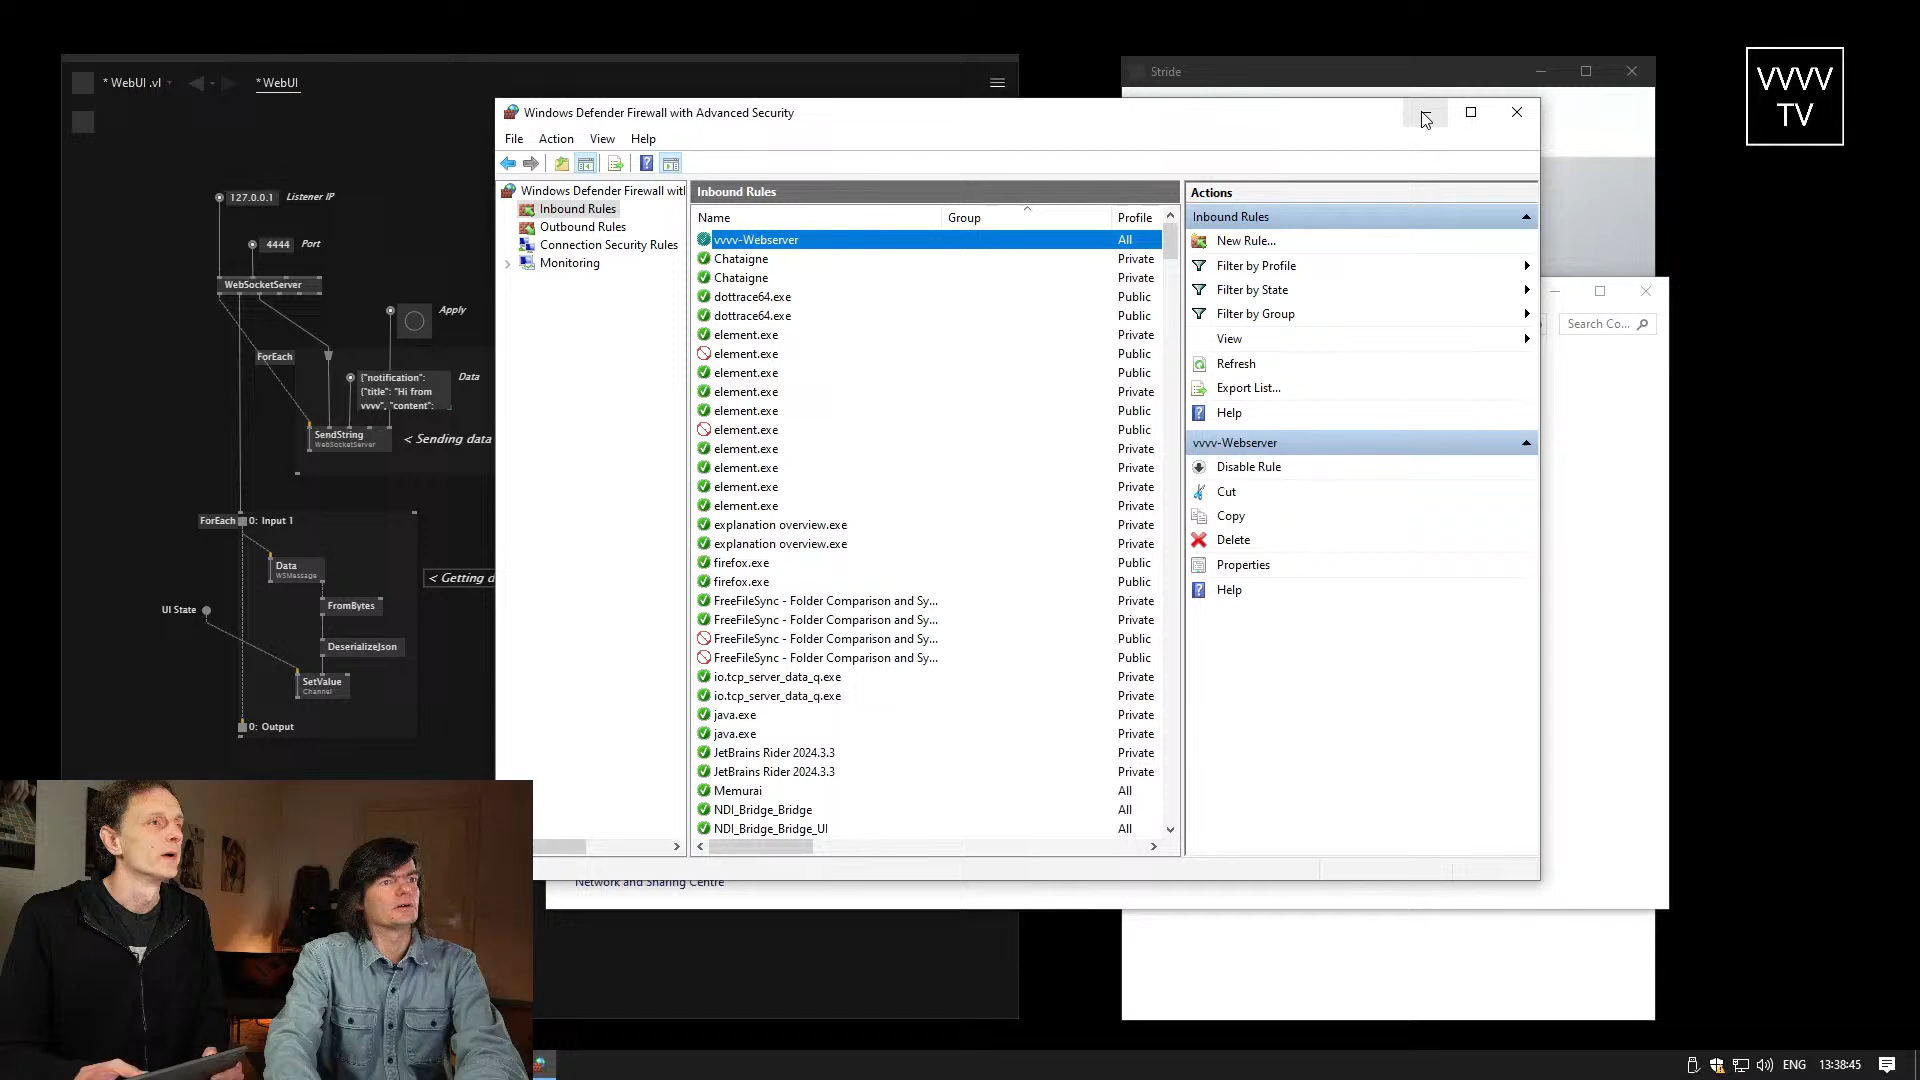 * WebUI .vl
* WebUI
Stride
VVVV
TV
127.0.0.1
Listener IP
4444
Port
WebSocketServer
Apply
ForEach
{"notification":
{"title": "Hi from
vvvv", "content":
Data
SendString
WebSocketServer
< Sending data
ForEach
0: Input 1
Data
WSMessage
< Getting d
UI State
FromBytes
DeserializeJson
SetValue
Channel
0: Output
Windows Defender Firewall with Advanced Security
File
Action
View
Help
Windows Defender Firewall wit
Inbound Rules
Outbound Rules
Connection Security Rules
Monitoring
Inbound Rules
Name Group Profile
vvvv-Webserver All
Chataigne Private
Chataigne Private
dottrace64.exe Public
dottrace64.exe Public
element.exe Private
element.exe Public
element.exe Public
element.exe Private
element.exe Public
element.exe Public
element.exe Private
element.exe Private
element.exe Private
element.exe Private
explanation overview.exe Private
explanation overview.exe Private
firefox.exe Public
firefox.exe Public
FreeFileSync - Folder Comparison and Sy... Private
FreeFileSync - Folder Comparison and Sy... Private
FreeFileSync - Folder Comparison and Sy... Public
FreeFileSync - Folder Comparison and Sy... Public
io.tcp_server_data_q.exe Private
io.tcp_server_data_q.exe Private
java.exe Private
java.exe Private
JetBrains Rider 2024.3.3 Private
JetBrains Rider 2024.3.3 Private
Memurai All
NDI_Bridge_Bridge All
NDI_Bridge_Bridge_UI All
Actions
Inbound Rules
New Rule...
Filter by Profile
Filter by State
Filter by Group
View
Refresh
Export List...
Help
vvvv-Webserver
Disable Rule
Cut
Copy
Delete
Properties
Help
Search Co...
Network and Sharing Centre
ENG
13:38:45